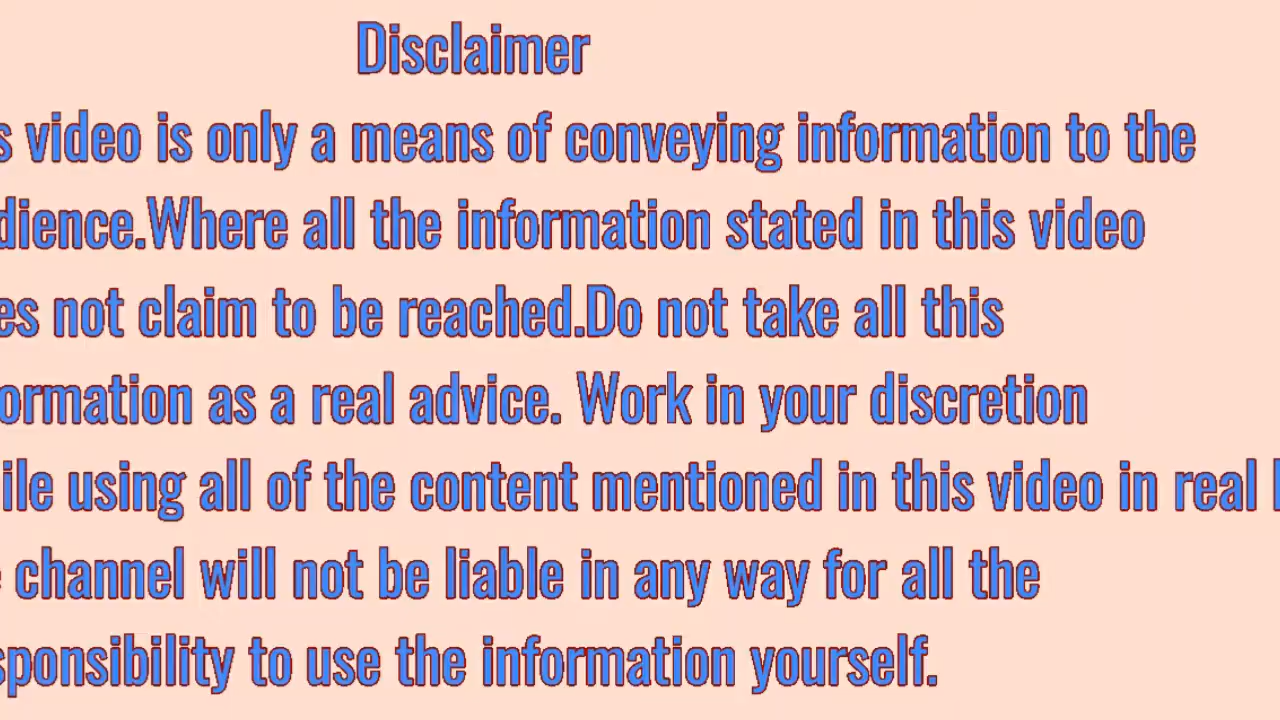 Disclaimer
s video is only a means of conveying information to the
dience.Where all the information stated in this video
es not claim to be reached.Do not take all this
ormation as a real advice. Work in your discretion
ile using all of the content mentioned in this video in real
channel will not be liable in any way for all the
sponsibility to use the information yourself.